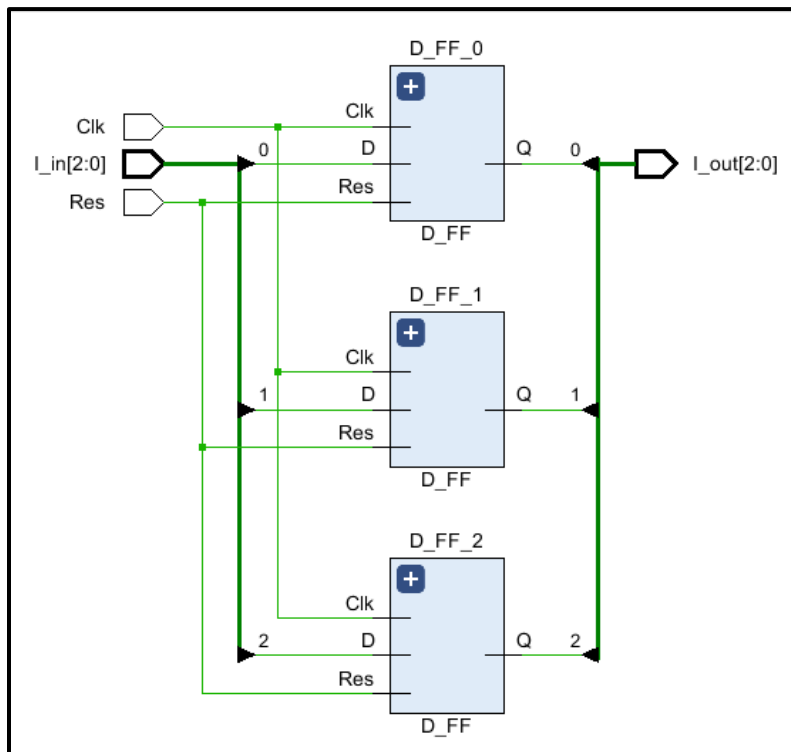 D_FF_0
Clk
Clk
I_in[2:0]
0
D
Q
0
I_out[2:0]
Res
Res
D_FF
D_FF_1
Clk
1
D
Q
1
Res
D_FF
D_FF_2
Clk
2
D
Q
2
Res
D_FF